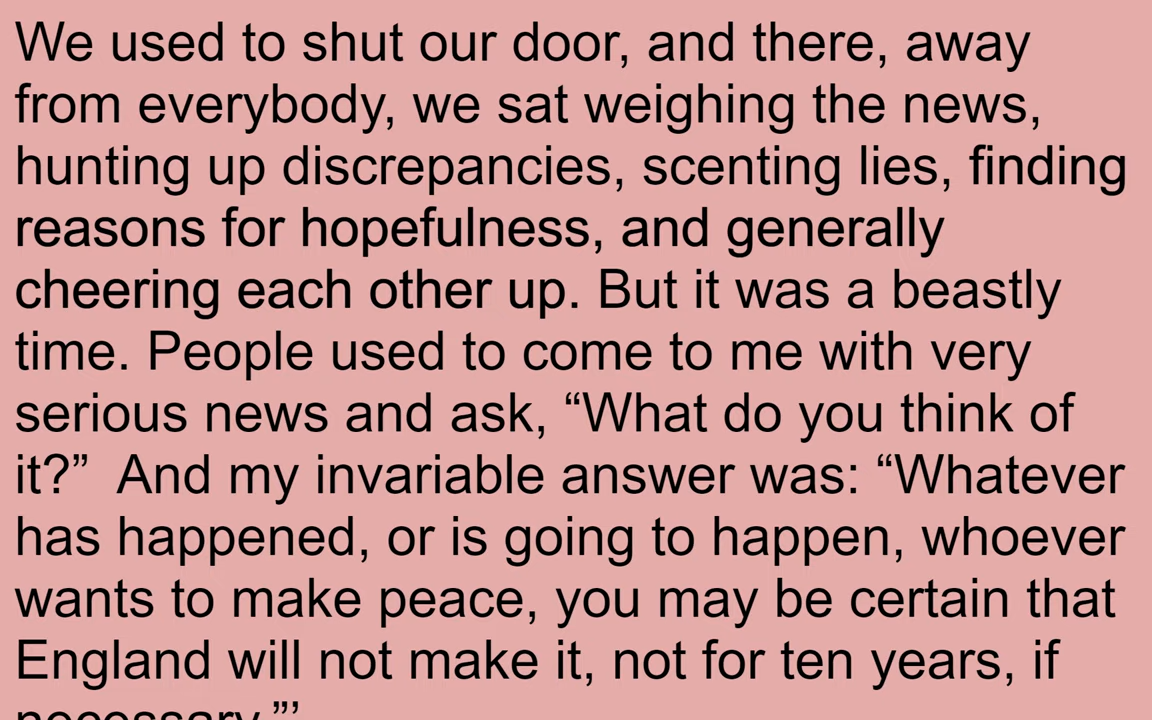 We used to shut our door, and there, away
from everybody, we sat weighing the news,
hunting up discrepancies, scenting lies, finding
reasons for hopefulness, and generally
cheering each other up. But it was a beastly
time. People used to come to me with very
serious news and ask, “What do you think of
it?”  And my invariable answer was: “Whatever
has happened, or is going to happen, whoever
wants to make peace, you may be certain that
England will not make it, not for ten years, if
necessary.”’